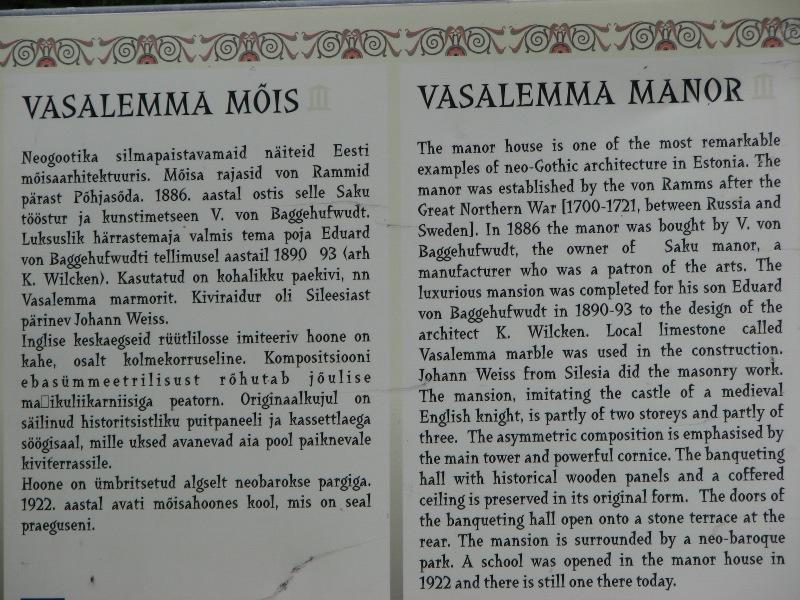 VASALEMMA MÕIS
Neogootika silmapaistavamaid näiteid Eesti
mõisaarhitektuuris. Mõisa rajasid von Rammid
pärast Põhjasõda. 1886. aastal ostis selle Saku
tööstur ja kunstimetseen V. von Baggehufwudt.
Luksuslik härrastemaja valmis tema poja Eduard
von Baggehufwudti tellimusel aastail 1890 93 (arh
K. Wilcken). Kasutatud on kohalikku paekivi, nn
Vasalemma marmorit. Kiviraidur oli Sileesiast
pärinev Johann Weiss.
Inglise keskaegseid rüütlilosse imiteeriv hoone on
kahe, osalt kolmekorruseline. Kompositsiooni
ebasümmeetrilisust rõhutab jõulise
ma□ikuliikarniisiga peatorn. Originaalkujul on
säilinud historitsistliku puitpaneeli ja kassettlaega
söögisaal, mille uksed avanevad aia pool paiknevale
kiviterrassile.
Hoone on ümbritsetud algselt neobarokse pargiga.
1922. aastal avati mõisahoones kool, mis on seal
praeguseni.
VASALEMMA MANOR
The manor house is one of the most remarkable
examples of neo-Gothic architecture in Estonia. The
manor was established by the von Ramms after the
Great Northern War [1700-1721, between Russia and
Sweden]. In 1886 the manor was bought by V. von
Baggehufwudt, the owner of Saku manor, a
manufacturer who was a patron of the arts. The
luxurious mansion was completed for his son Eduard
von Baggehufwudt in 1890-93 to the design of the
architect K. Wilcken. Local limestone called
Vasalemma marble was used in the construction.
Johann Weiss from Silesia did the masonry work.
The mansion, imitating the castle of a medieval
English knight, is partly of two storeys and partly of
three. The asymmetric composition is emphasised by
the main tower and powerful cornice. The banqueting
hall with historical wooden panels and a coffered
ceiling is preserved in its original form. The doors of
the banqueting hall open onto a stone terrace at the
rear. The mansion is surrounded by a neo-baroque
park. A school was opened in the manor house in
1922 and there is still one there today.